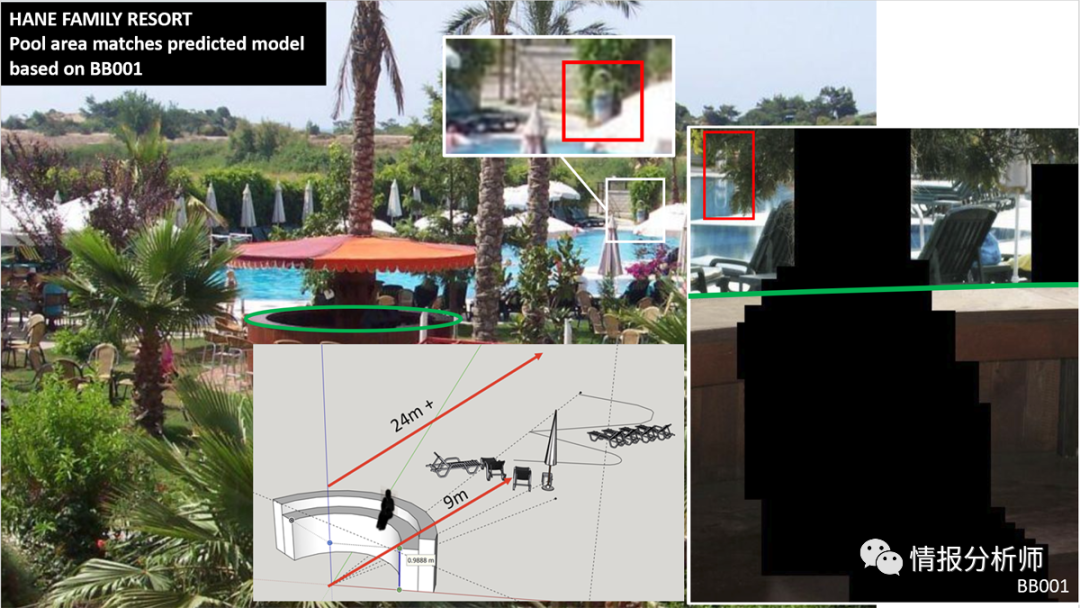 HANE FAMILY RESORT
Pool area matches predicted model
based on BB001
24m +
9m
0.9888 m
情报分析师
BB001